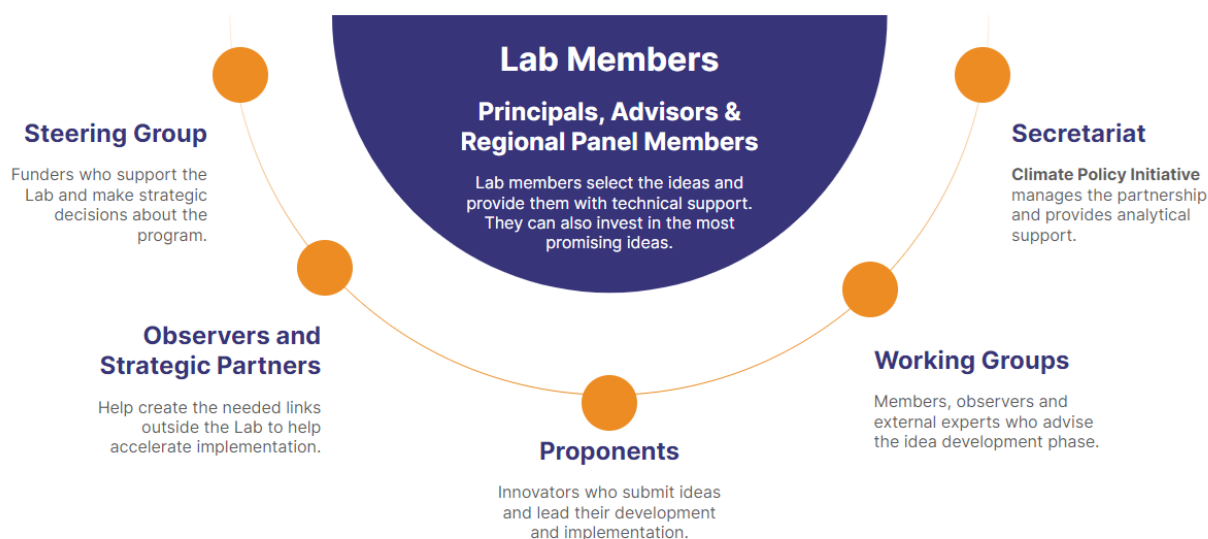 Lab Members
Principals, Advisors &
Regional Panel Members
Lab members select the ideas and
provide them with technical support.
They can also invest in the most
promising ideas.
Steering Group
Funders who support the
Lab and make strategic
decisions about the
program.
Observers and
Strategic Partners
Help create the needed links
outside the Lab to help
accelerate implementation.
Proponents
Innovators who submit ideas
and lead their development
and implementation.
Working Groups
Members, observers and
external experts who advise
the idea development phase.
Secretariat
Climate Policy Initiative
manages the partnership
and provides analytical
support.